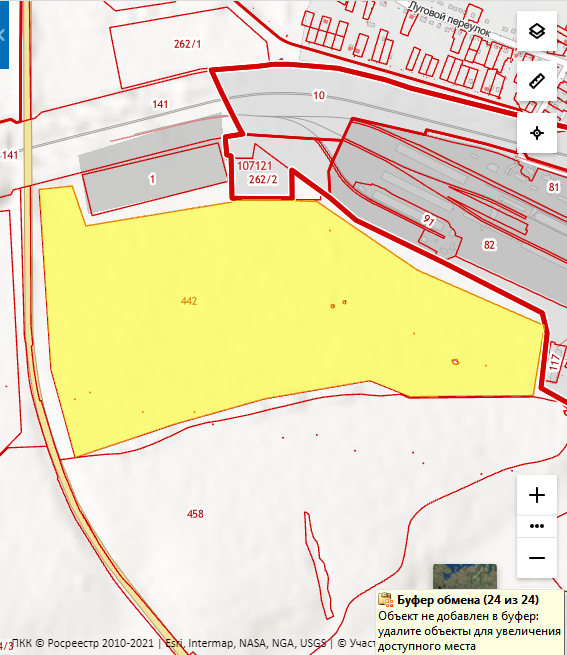 Луговой переулок
262/1
141
10
141
107121
262/2
1
81
91
82
442
117
458
ПКК © Росреестр 2010-2021 | Esri, Intermap, NASA, NGA, USGS | © Участ
4/3
Буфер обмена (24 из 24)
Объект не добавлен в буфер:
удалите объекты для увеличения
доступного места